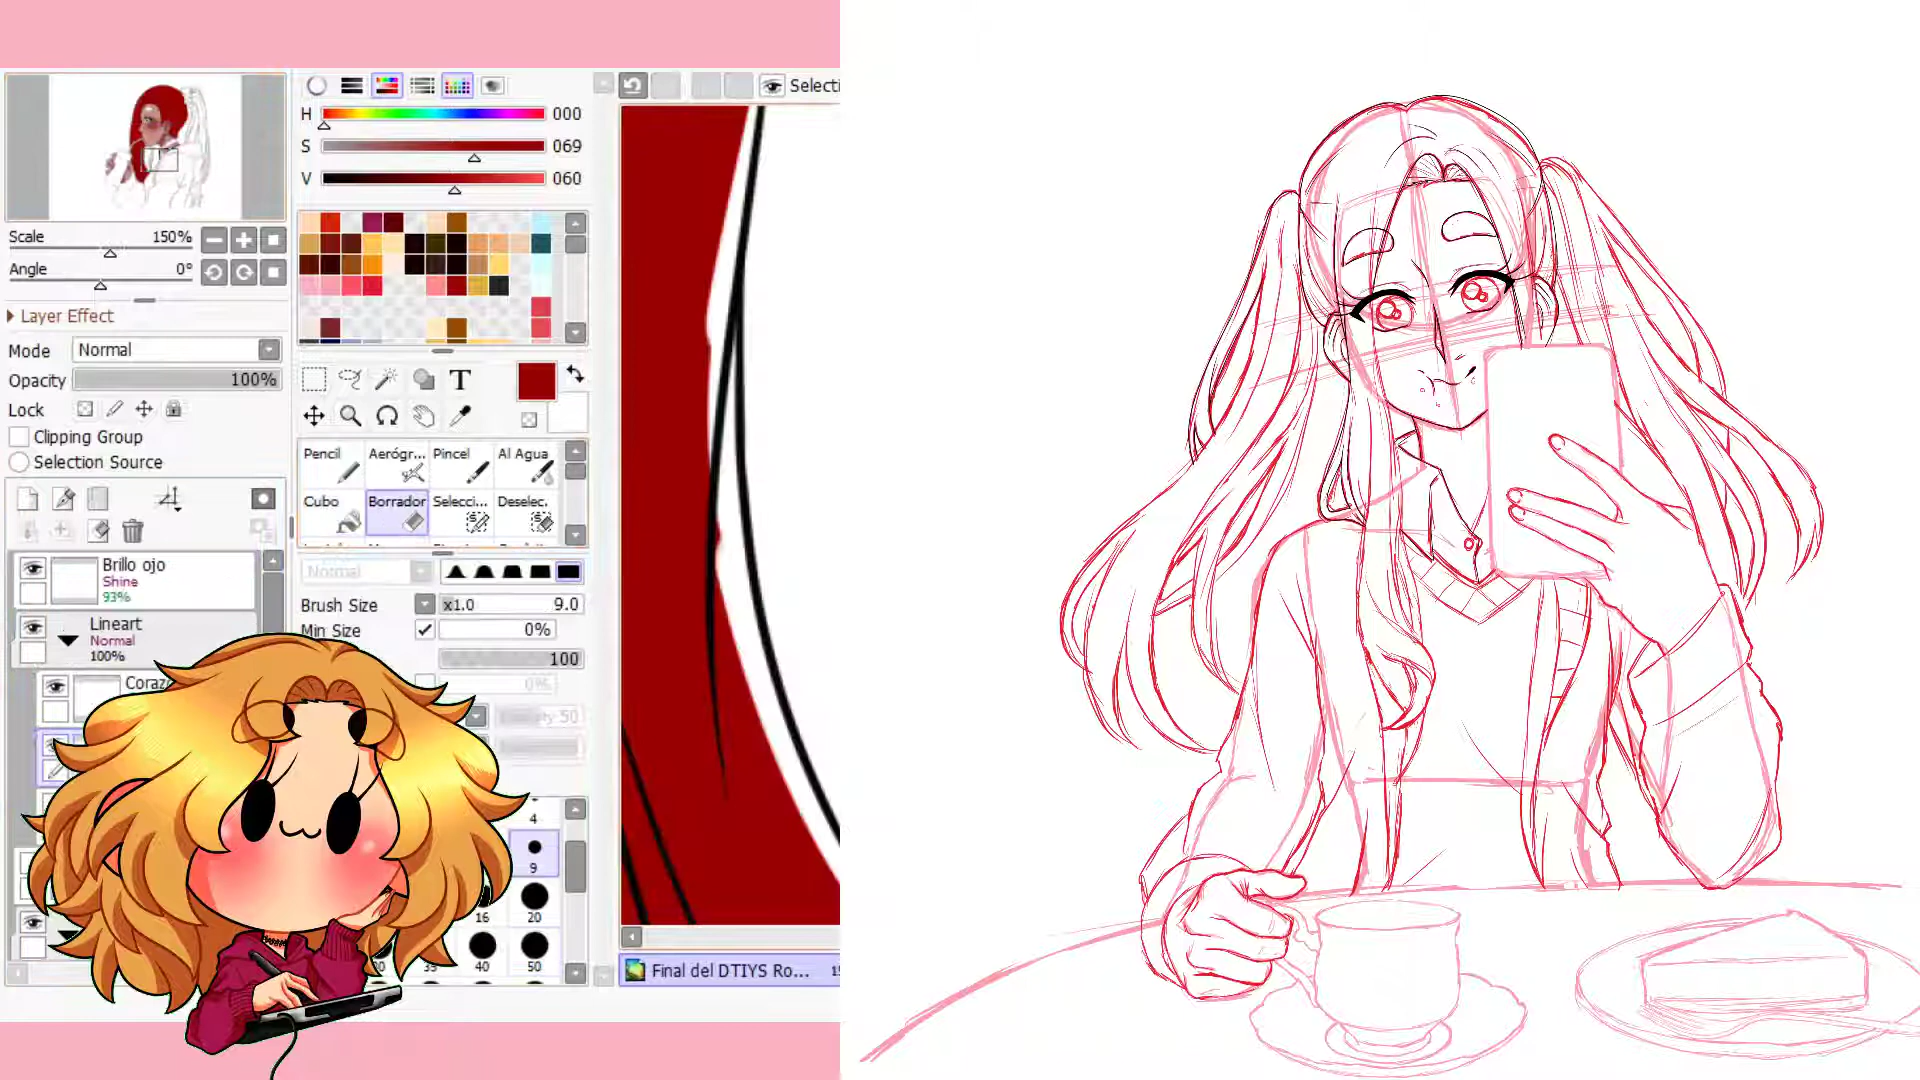 Selecti
H 000
S 069
V 060
Scale 150%
Angle 0°
Layer Effect
Mode Normal
Opacity 100%
Lock
Clipping Group
Selection Source
T
Pencil Aerógr... Pincel Al Agua
Cubo Borrador Selecci... Deselec.
Normal
Brush Size x1.0 9.0
Min Size 0%
100
0%
50
Brillo ojo
Shine
93%
Lineart
Normal
100%
Coraz
4
9
16 20
35 40 50
Final del DTIYS Ro...